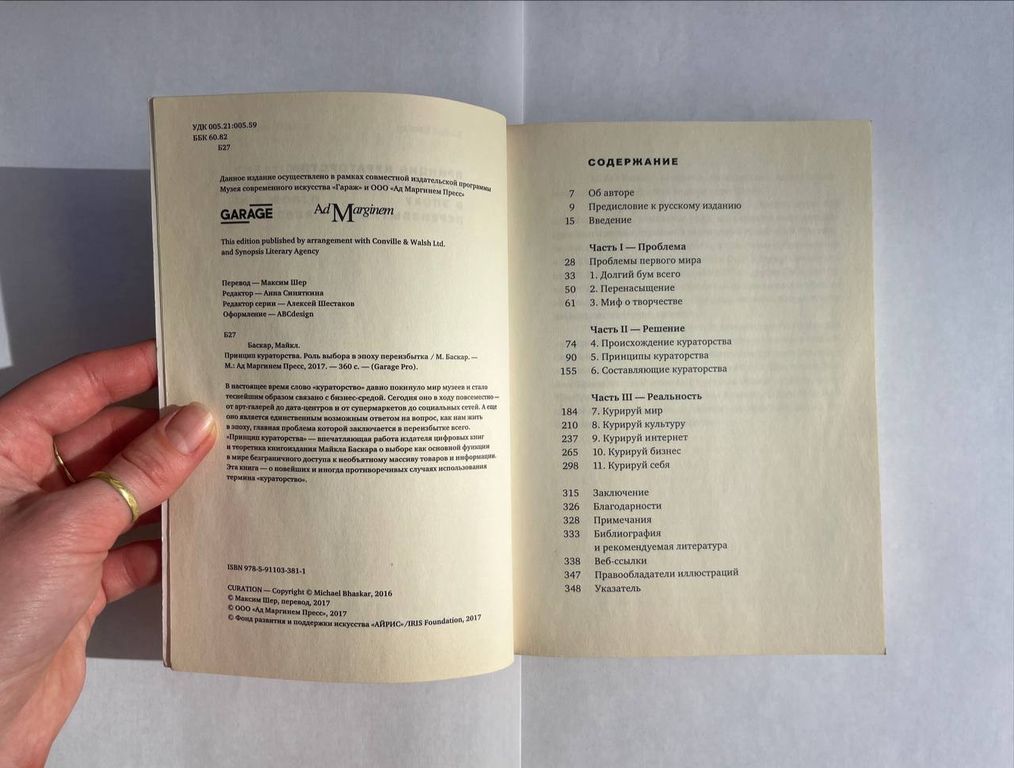 УДК 005.21:005.59
ББК 60.82
Б27
Данное издание осуществлено в рамках совместной издательской программы
Музея современного искусства «Гараж» и ООО «Ад Маргинем Пресс»
GARAGE
Ad Marginem
This edition published by arrangement with Conville & Walsh Ltd.
and Synopsis Literary Agency
Перевод — Максим Шер
Редактор — Анна Синяткина
Редактор серии — Алексей Шестаков
Оформление — ABCdesign
Б27
Баскар, Майкл.
Принцип кураторства. Роль выбора в эпоху переизбытка / М. Баскар. —
М.: Ад Маргинем Пресс, 2017. — 360 с. — (Garage Pro).
В настоящее время слово «кураторство» давно покинуло мир музеев и стало
теснейшим образом связано с бизнес-средой. Сегодня оно в ходу повсеместно —
от арт-галерей до дата-центров и от супермаркетов до социальных сетей. А еще
оно является единственным возможным ответом на вопрос, как нам жить
в эпоху, главная проблема которой заключается в переизбытке всего.
«Принцип кураторства» — впечатляющая работа издателя цифровых книг
и теоретика книгоиздания Майкла Баскара о выборе как основной функции
в мире безграничного доступа к необъятному массиву товаров и информации.
Эта книга — о новейших и иногда противоречивых случаях использования
термина «кураторство».
ISBN 978-5-91103-381-1
CURATION — Copyright © Michael Bhaskar, 2016
© Максим Шер, перевод, 2017
© ООО «Ад Маргинем Пресс», 2017
© Фонд развития и поддержки искусства «АЙРИС»/IRIS Foundation, 2017
СОДЕРЖАНИЕ
7 Об авторе
9 Предисловие к русскому изданию
15 Введение
Часть I — Проблема
28 Проблемы первого мира
33 1. Долгий бум всего
50 2. Перенасыщение
61 3. Миф о творчестве
Часть II — Решение
74 4. Происхождение кураторства
90 5. Принципы кураторства
155 6. Составляющие кураторства
Часть III — Реальность
184 7. Курируй мир
210 8. Курируй культуру
237 9. Курируй интернет
265 10. Курируй бизнес
298 11. Курируй себя
315 Заключение
326 Благодарности
328 Примечания
333 Библиография
и рекомендуемая литература
338 Веб-ссылки
347 Правообладатели иллюстраций
348 Указатель